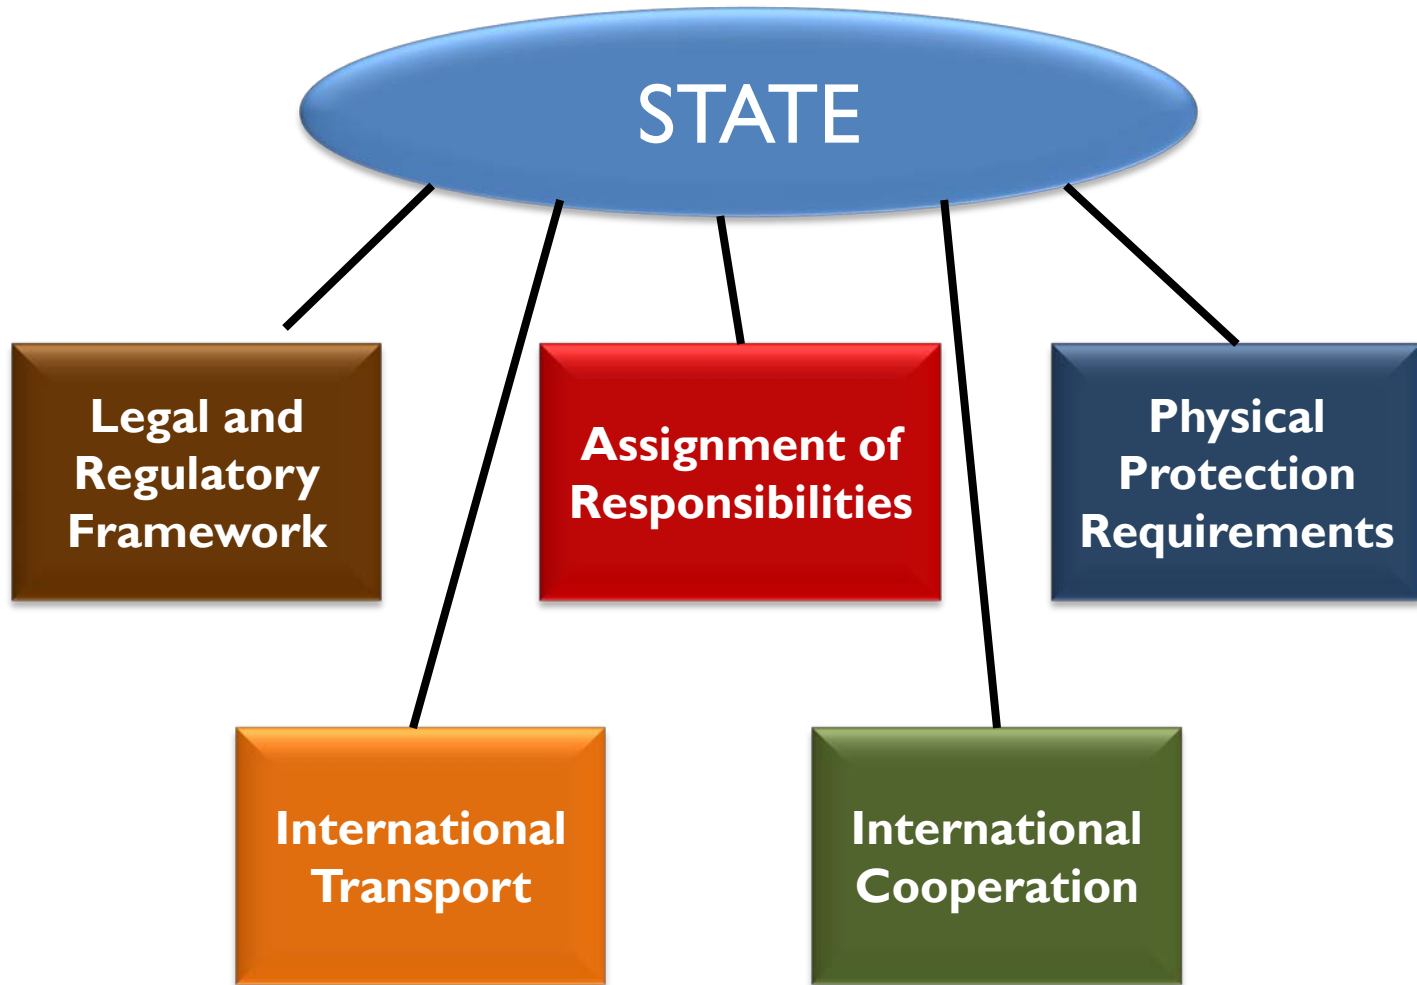 STATE
Legal and
Regulatory
Framework
Assignment of
Responsibilities
Physical
Protection
Requirements
International
Transport
International
Cooperation